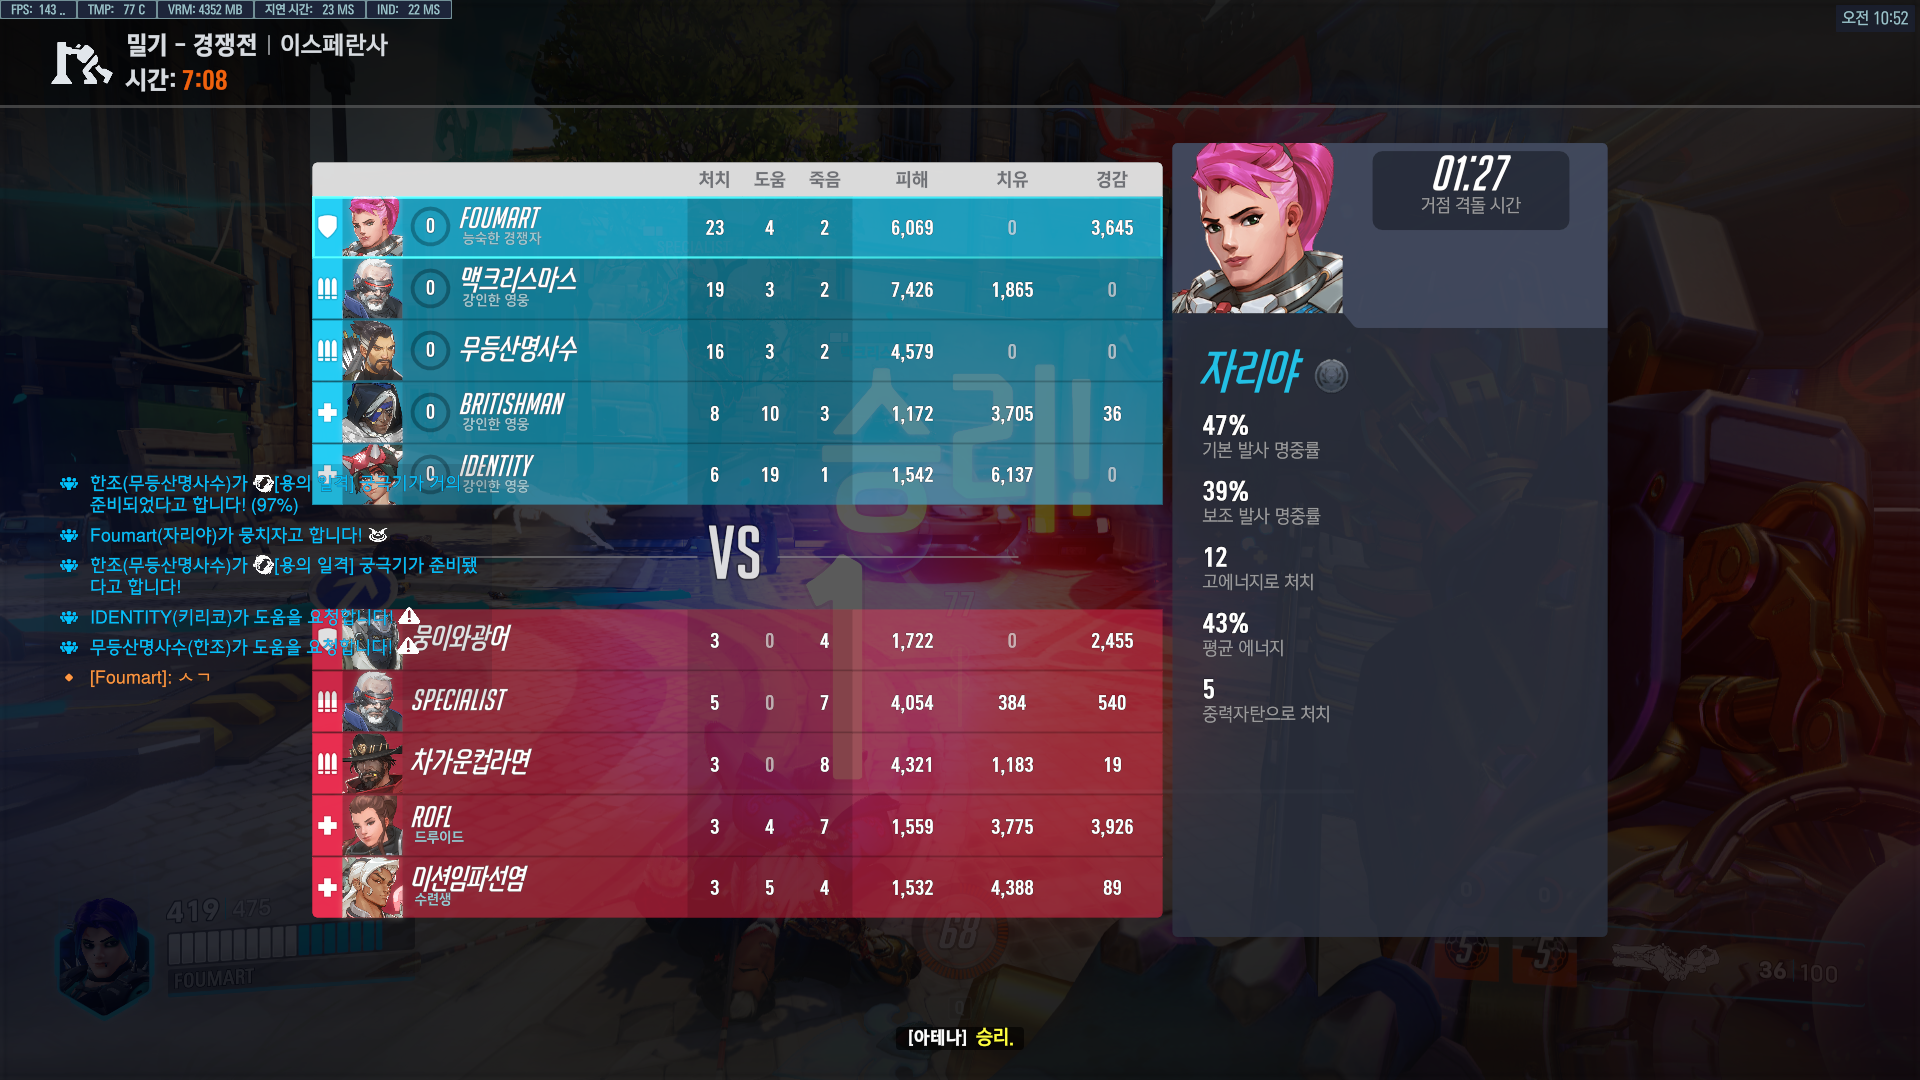 FPS: 143 .. TMP: 77 C VRM: 4352 MB 지연 시간: 23 MS IND: 22 MS
오전 10:52
밀기 - 경쟁전 | 이스페란사
시간: 7:08
처치 도움 죽음 피해 치유 경감
0 FOUMART 23 4 2 6,069 0 3,645
능숙한 경쟁자
0 맥크리스마스 19 3 2 7,426 1,865 0
강인한 영웅
0 무등산명사수 16 3 2 4,579 0 0
0 BRITISHMAN 8 10 3 1,172 3,705 36
강인한 영웅
0 IDENTITY 6 19 1 1,542 6,137 0
강인한 영웅
승리!
한조(무등산명사수)가 [용의 일격] 궁극기가 거의
준비되었다고 합니다! (97%)
Foumart(자리야)가 뭉치자고 합니다!
한조(무등산명사수)가 [용의 일격] 궁극기가 준비됐
다고 합니다!
IDENTITY(키리코)가 도움을 요청합니다!
무등산명사수(한조)가 도움을 요청합니다!
[Foumart]: ㅅㄱ
VS
1
77
뭉이와광어 3 0 4 1,722 0 2,455
SPECIALIST 5 0 7 4,054 384 540
차가운컵라면 3 0 8 4,321 1,183 19
ROFL 3 4 7 1,559 3,775 3,926
드루이드
미션임파선염 3 5 4 1,532 4,388 89
수련생
01:27
거점 격돌 시간
자리야
47%
기본 발사 명중률
39%
보조 발사 명중률
12
고에너지로 처치
43%
평균 에너지
5
중력자탄으로 처치
419 475
FOUMART
68
0
5 5
36 100
[아테나] 승리.